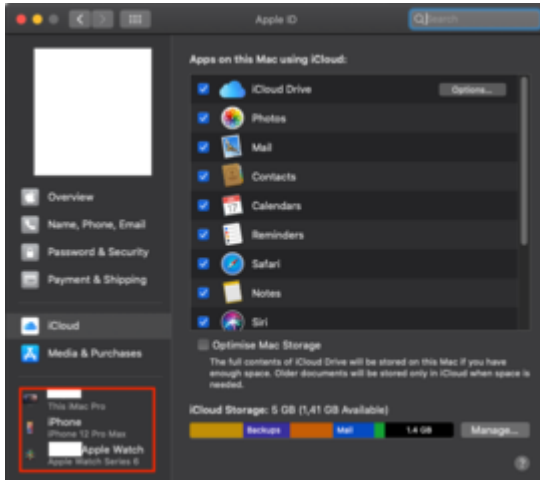 Apple ID
Search
Apps on this Mac using iCloud:
iCloud Drive
Options...
Photos
Mail
Contacts
Calendars
Reminders
Safari
Notes
Siri
Optimise Mac Storage
The full contents of iCloud Drive will be stored on this Mac if you have
enough space. Older documents will be stored only in iCloud when space is
needed.
iCloud Storage: 5 GB (1,41 GB Available)
Backups
Mail
1.4 GB
Manage...
Overview
Name, Phone, Email
Password & Security
Payment & Shipping
iCloud
Media & Purchases
This iMac Pro
iPhone
iPhone 12 Pro Max
Apple Watch
Apple Watch Series 6